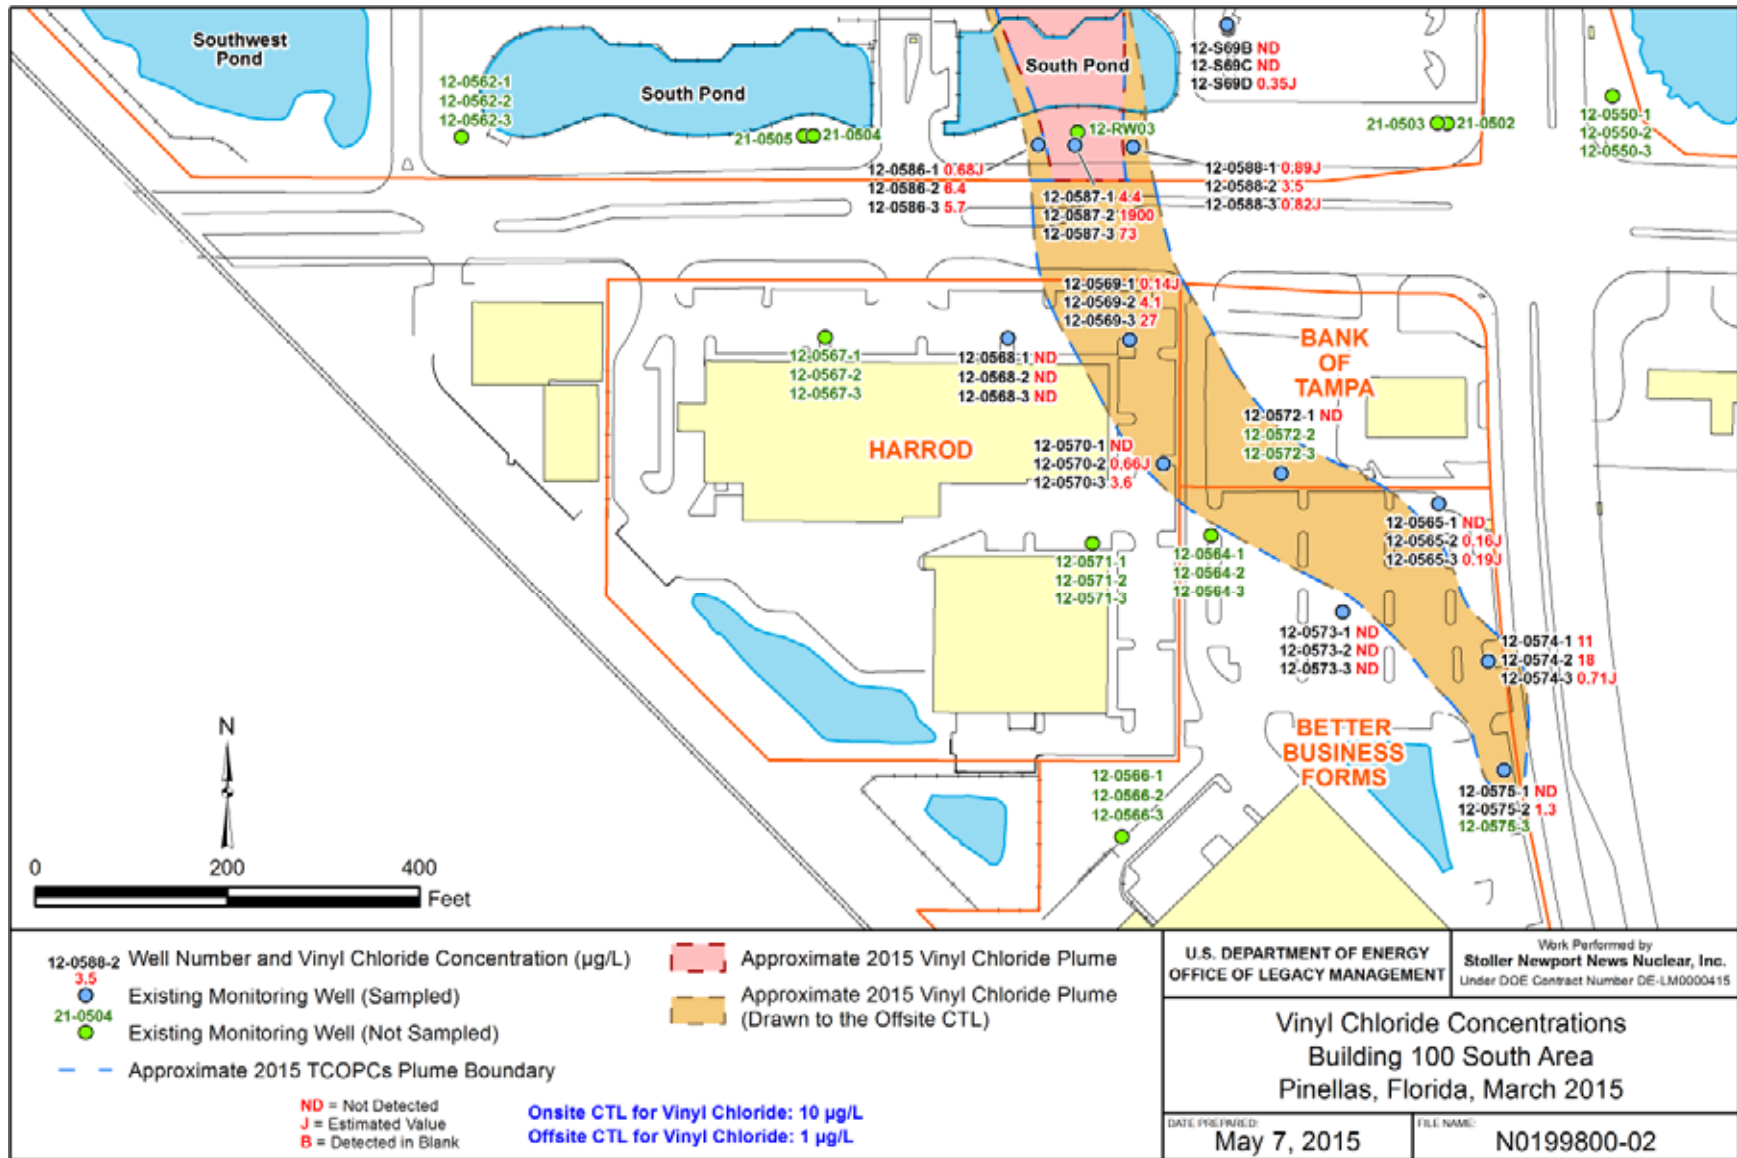 Southwest
Pond
South Pond
South Pond
12-S69B ND
12-S69C ND
12-S69D 0.35J
12-0562-1
12-0562-2
12-0562-3
21-0505
21-0504
12-RW03
21-0503
21-0502
12-0550-1
12-0550-2
12-0550-3
12-0586-1 0.68J
12-0586-2 6.4
12-0586-3 5.7
12-0587-1 4.4
12-0587-2 1900
12-0587-3 73
12-0588-1 0.89J
12-0588-2 3.5
12-0588-3 0.82J
12-0569-1 0.14J
12-0569-2 4.1
12-0569-3 27
12-0567-1
12-0567-2
12-0567-3
12-0568-1 ND
12-0568-2 ND
12-0568-3 ND
BANK
OF
TAMPA
12-0572-1 ND
12-0572-2
12-0572-3
HARROD
12-0570-1 ND
12-0570-2 0.66J
12-0570-3 3.6
12-0565-1 ND
12-0565-2 0.16J
12-0565-3 0.19J
12-0571-1
12-0571-2
12-0571-3
12-0564-1
12-0564-2
12-0564-3
12-0573-1 ND
12-0573-2 ND
12-0573-3 ND
12-0574-1 11
12-0574-2 18
12-0574-3 0.71J
BETTER
BUSINESS
FORMS
12-0566-1
12-0566-2
12-0566-3
12-0575-1 ND
12-0575-2 1.3
12-0575-3
N
0 200 400
Feet
12-0588-2 Well Number and Vinyl Chloride Concentration (µg/L)
3.5
Existing Monitoring Well (Sampled)
21-0504
Existing Monitoring Well (Not Sampled)
Approximate 2015 TCOPCs Plume Boundary
ND = Not Detected
J = Estimated Value
B = Detected in Blank
Approximate 2015 Vinyl Chloride Plume
Approximate 2015 Vinyl Chloride Plume
(Drawn to the Offsite CTL)
Onsite CTL for Vinyl Chloride: 10 µg/L
Offsite CTL for Vinyl Chloride: 1 µg/L
U.S. DEPARTMENT OF ENERGY
OFFICE OF LEGACY MANAGEMENT
Work Performed by
Stoller Newport News Nuclear, Inc.
Under DOE Contract Number DE-LM0000415
Vinyl Chloride Concentrations
Building 100 South Area
Pinellas, Florida, March 2015
DATE PREPARED:
May 7, 2015
FILE NAME:
N0199800-02